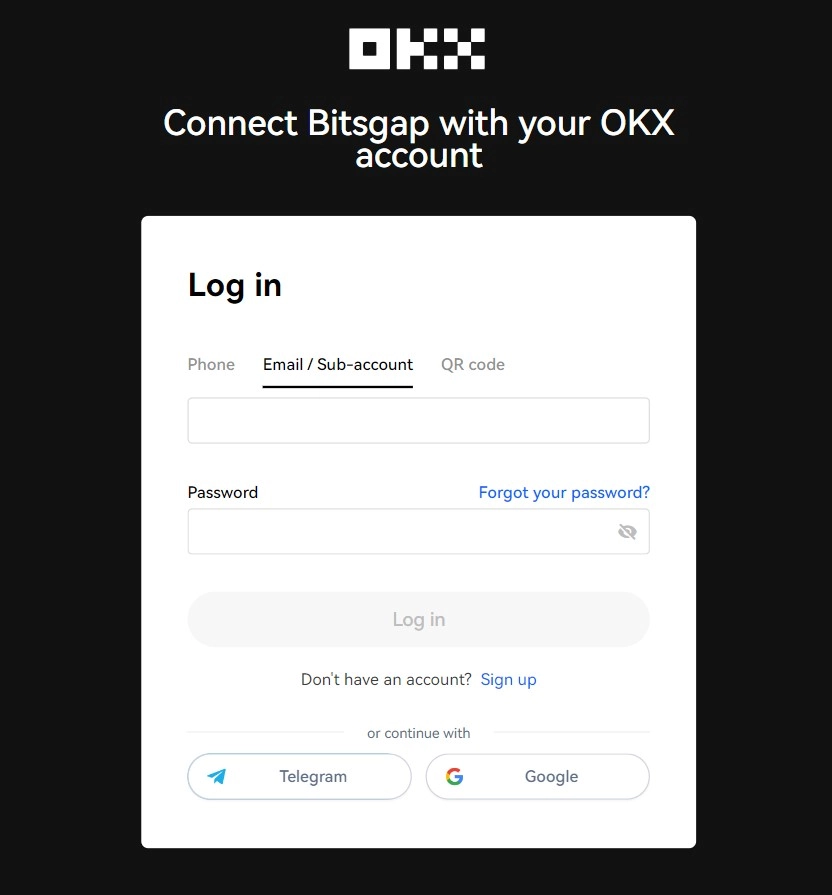 OKX
Connect Bitsgap with your OKX
account
Log in
Phone Email / Sub-account QR code
Password Forgot your password?
Log in
Don't have an account? Sign up
or continue with
Telegram Google